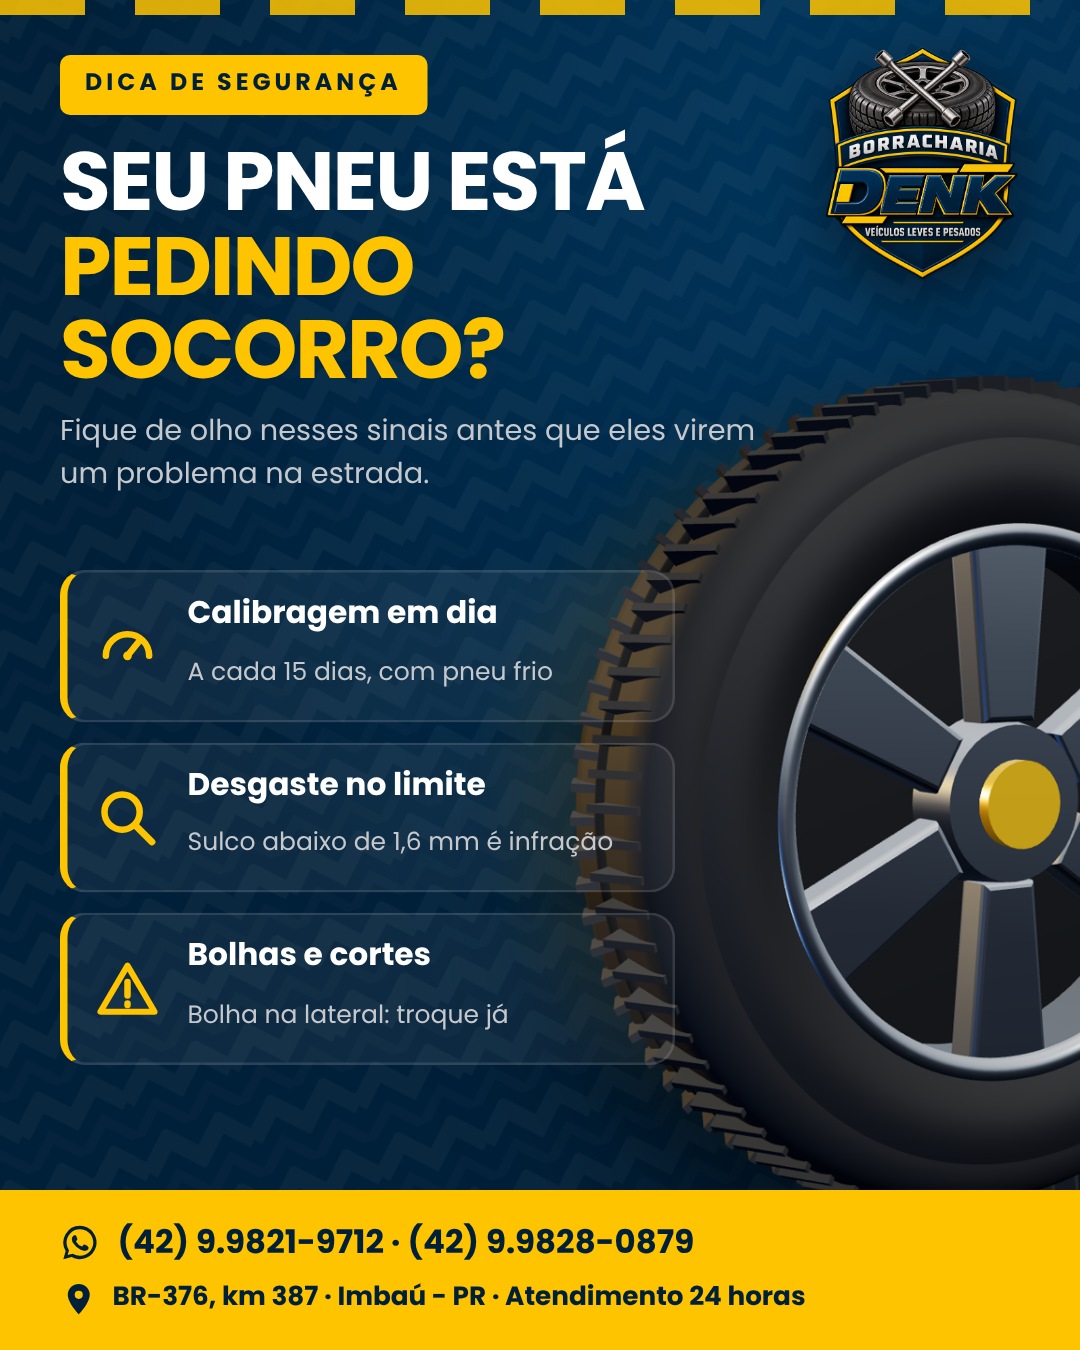 DICA DE SEGURANÇA
BORRACHARIA
DENK
VEÍCULOS LEVES E PESADOS
SEU PNEU ESTÁ
PEDINDO
SOCORRO?
Fique de olho nesses sinais antes que eles virem
um problema na estrada.
Calibragem em dia
A cada 15 dias, com pneu frio
Desgaste no limite
Sulco abaixo de 1,6 mm é infração
Bolhas e cortes
Bolha na lateral: troque já
(42) 9.9821-9712 · (42) 9.9828-0879
BR-376, km 387 · Imbaú - PR · Atendimento 24 horas